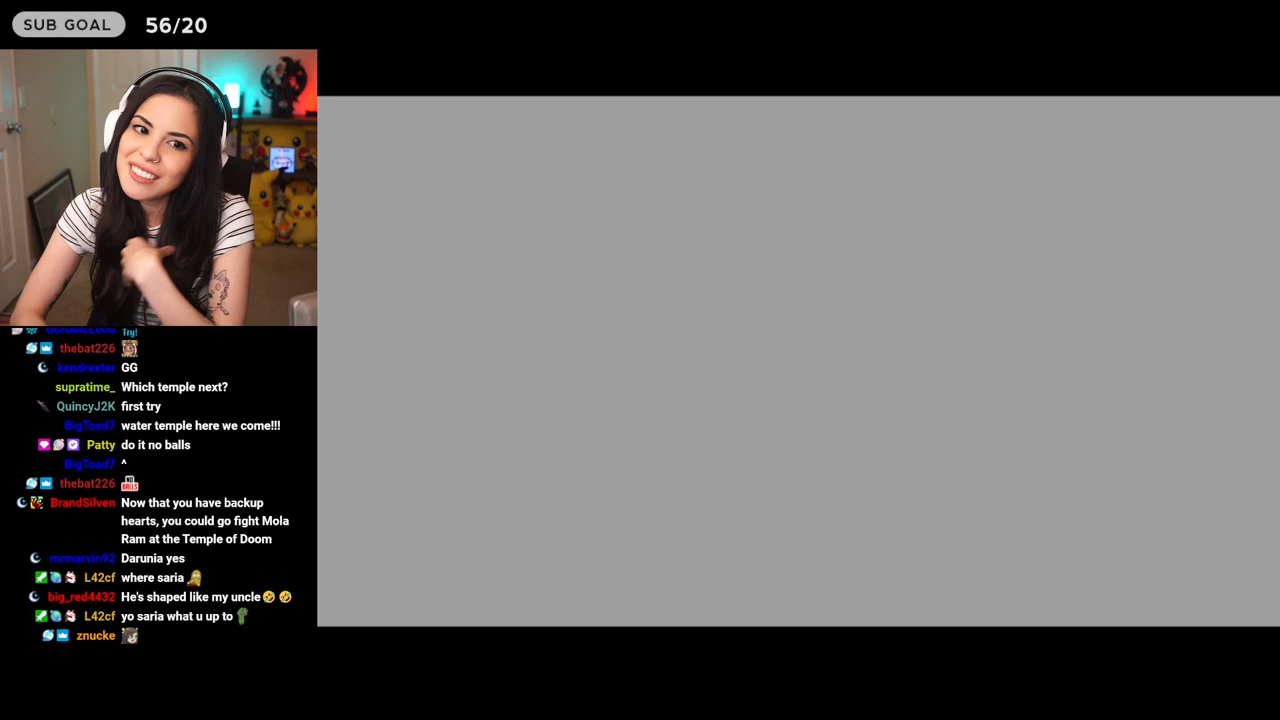 SUB GOAL 56/20
Try!
thebat226
kendrexter GG
supratime_ Which temple next?
QuincyJ2K first try
BigToad7 water temple here we come!!!
Patty do it no balls
BigToad7 ^
thebat226 NO BALLS
BrandSilven Now that you have backup
hearts, you could go fight Mola
Ram at the Temple of Doom
mrmarvin92 Darunia yes
L42cf where saria
big_red4432 He's shaped like my uncle🤣 🤣
L42cf yo saria what u up to
znucke